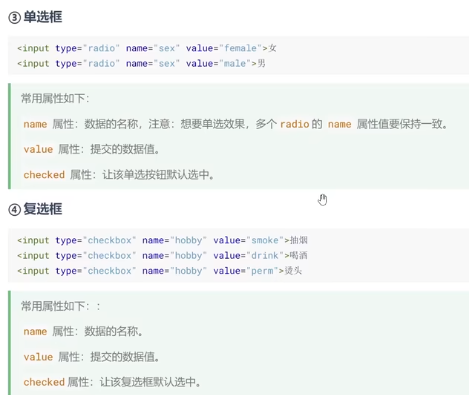 ③ 单选框
<input type="radio" name="sex" value="female">女
<input type="radio" name="sex" value="male">男
常用属性如下：
name 属性：数据的名称，注意：想要单选效果，多个 radio 的 name 属性值要保持一致。
value 属性：提交的数据值。
checked 属性：让该单选按钮默认选中。
④ 复选框
<input type="checkbox" name="hobby" value="smoke">抽烟
<input type="checkbox" name="hobby" value="drink">喝酒
<input type="checkbox" name="hobby" value="perm">烫头
常用属性如下：：
name 属性：数据的名称。
value 属性：提交的数据值。
checked 属性：让该复选框默认选中。